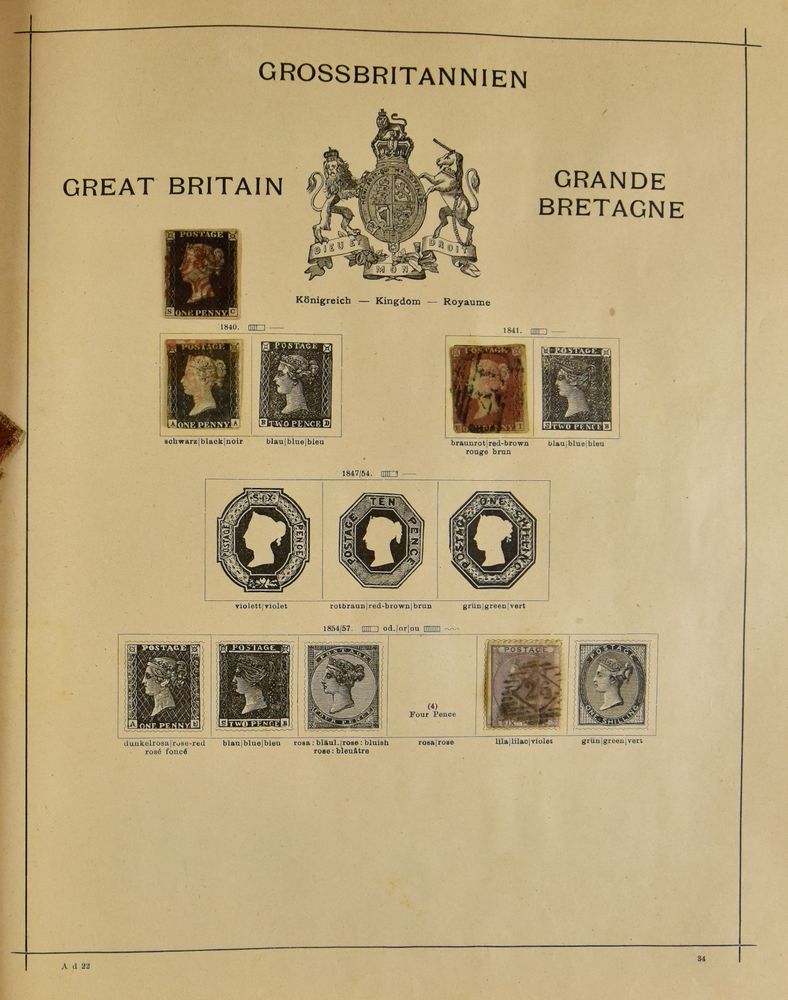 GROSSBRITANNIEN
GREAT BRITAIN
GRANDE
BRETAGNE
DIEU ET
MON
DROIT
Königreich — Kingdom — Royaume
POSTAGE
S ONE PENNY C
1840.
1841.
A ONE PENNY A
POSTAGE
TWO PENCE
POSTAGE
TWO PENCE
schwarz|black|noir
blau|blue|bleu
braunrot|red-brown
rouge brun
blau|blue|bleu
1847/54.
SIX
POSTAGE
PENCE
TEN
POSTAGE
PENCE
ONE
POSTAGE
SHILLING
violett|violet
rotbraun|red-brown|brun
grün|green|vert
1854/57.
od.|or|ou
POSTAGE
A ONE PENNY
POSTAGE
TWO PENCE
POSTAGE
FOUR PENCE
(4)
Four Pence
POSTAGE
SIX
POSTAGE
ONE SHILLING
dunkelrosa|rose-red
rosé foncé
blau|blue|bleu
rosa: bläul.|rose: bluish
rose: bleuâtre
rosa|rose
lila|lilac|violet
grün|green|vert
A d 22
34